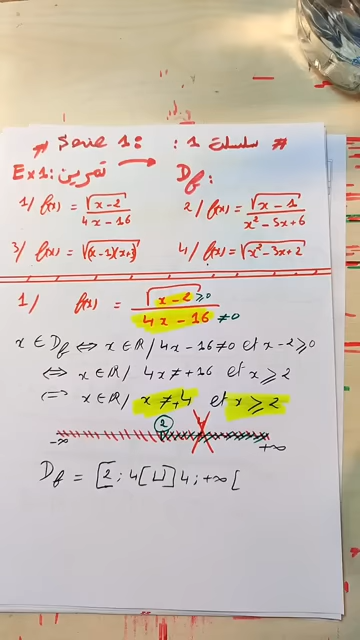 # Serie 1: : 1 سلسلة #
Ex1: تمرين → Df:
1/ f(x) = √(x-2) / (4x-16) 2/ f(x) = √(x-1) / (x²-5x+6)
3/ f(x) = √((x-1)(x+3)) 4/ f(x) = √(x²-3x+2)
1/ f(x) = √(x-2) ≥0 / (4x-16) ≠0
x ∈ Df ⇔ x ∈ ℝ / 4x-16≠0 et x-2≥0
⇔ x ∈ ℝ / 4x≠+16 et x≥2
⇔ x ∈ ℝ / x≠+4 et x≥2
2
-∞ +∞
Df = [2; 4[ ∪ ]4; +∞[